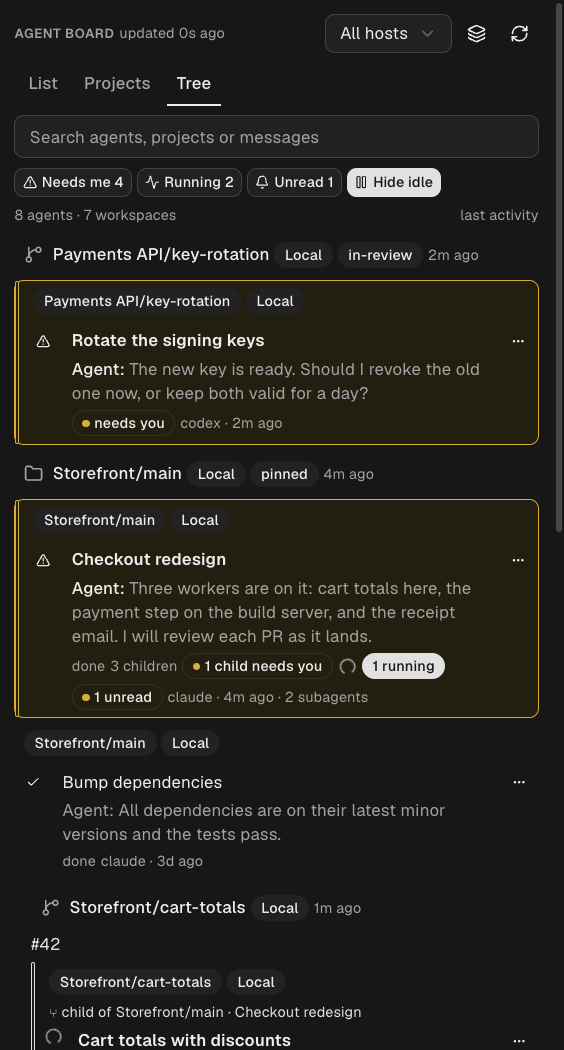 AGENT BOARD updated 0s ago All hosts
List Projects Tree
Search agents, projects or messages
Needs me 4 Running 2 Unread 1 Hide idle
8 agents · 7 workspaces last activity
Payments API/key-rotation Local in-review 2m ago
Payments API/key-rotation Local
Rotate the signing keys ···
Agent: The new key is ready. Should I revoke the old
one now, or keep both valid for a day?
needs you codex · 2m ago
Storefront/main Local pinned 4m ago
Storefront/main Local
Checkout redesign ···
Agent: Three workers are on it: cart totals here, the
payment step on the build server, and the receipt
email. I will review each PR as it lands.
done 3 children 1 child needs you 1 running
1 unread claude · 4m ago · 2 subagents
Storefront/main Local
Bump dependencies ···
Agent: All dependencies are on their latest minor
versions and the tests pass.
done claude · 3d ago
Storefront/cart-totals Local 1m ago
#42
Storefront/cart-totals Local
child of Storefront/main · Checkout redesign
Cart totals with discounts ···